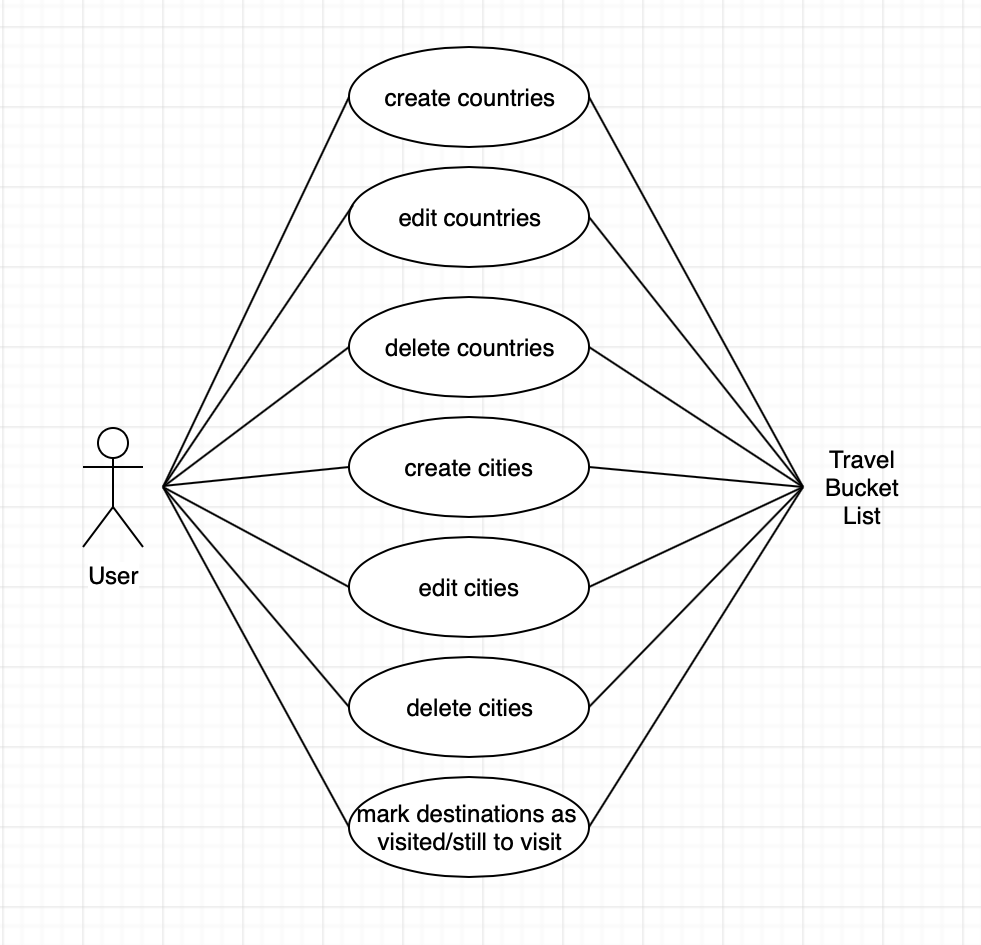 create countries
edit countries
delete countries
create cities
edit cities
delete cities
mark destinations as
visited/still to visit
User
Travel
Bucket
List